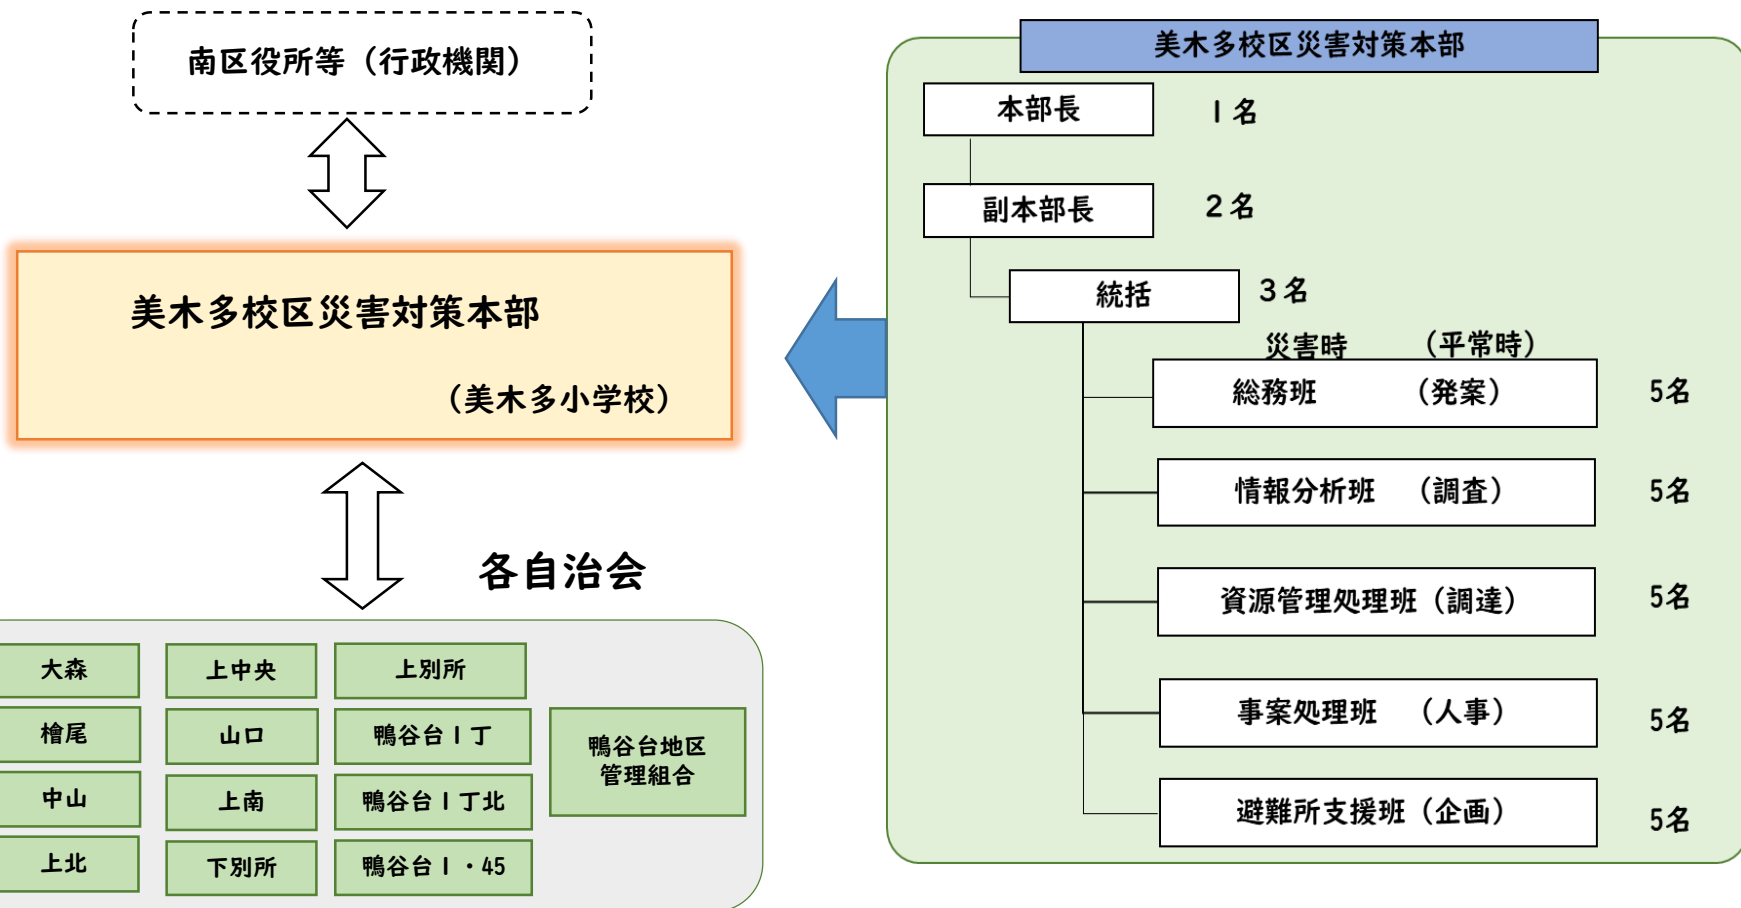 南区役所等（行政機関）
美木多校区災害対策本部
（美木多小学校）
各自治会
大森
上中央
上別所
檜尾
山口
鴨谷台１丁
鴨谷台地区
管理組合
中山
上南
鴨谷台１丁北
上北
下別所
鴨谷台１・45
美木多校区災害対策本部
本部長 １名
副本部長 ２名
統括 ３名
災害時 （平常時）
総務班 （発案） 5名
情報分析班 （調査） 5名
資源管理処理班（調達） 5名
事案処理班 （人事） 5名
避難所支援班（企画） 5名